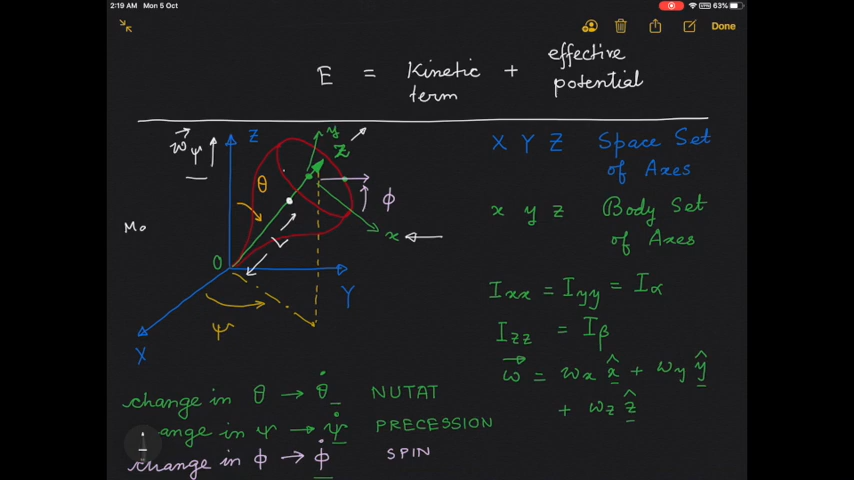 2:19 AM Mon 5 Oct
63%
Done
E = Kinetic term + effective potential
Z
y
z
ω⃗ψ
θ
ϕ
x
Mo
O
Y
ψ
X
X Y Z Space Set
of Axes
x y z Body Set
of Axes
Ixx = Iyy = Iα
Izz = Iβ
ω⃗ = ωx x̂ + ωy ŷ
+ ωz ẑ
change in θ → θ̇ NUTAT
ange in ψ → ψ̇ PRECESSION
change in ϕ → ϕ̇ SPIN